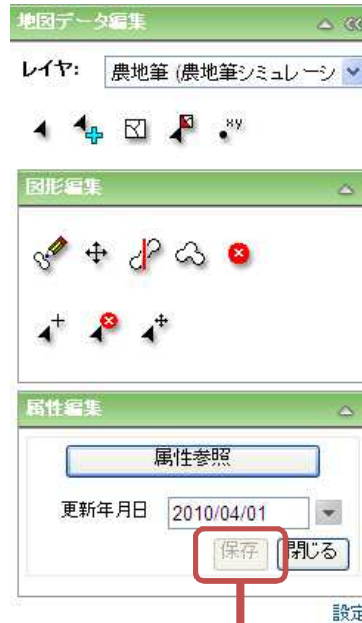 地図データ編集
レイヤ: 農地筆 (農地筆シミュレーシ
xy
図形編集
属性編集
属性参照
更新年月日 2010/04/01
保存 閉じる
設定